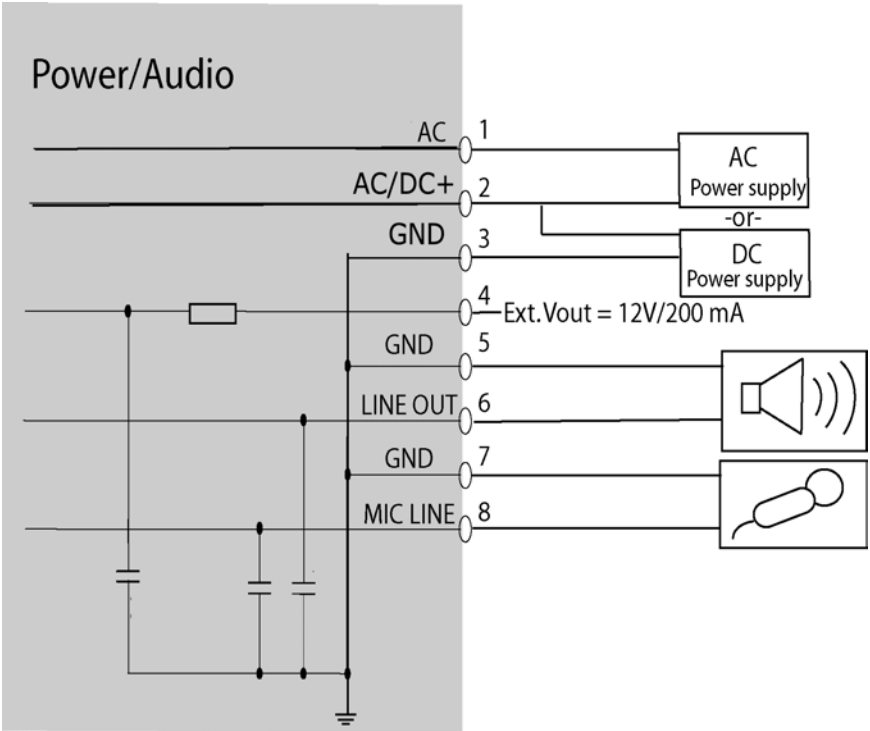 Power/Audio
AC 1
AC/DC+ 2
GND 3
4
Ext.Vout = 12V/200 mA
GND 5
LINE OUT 6
GND 7
MIC LINE 8
AC
Power supply
-or-
DC
Power supply